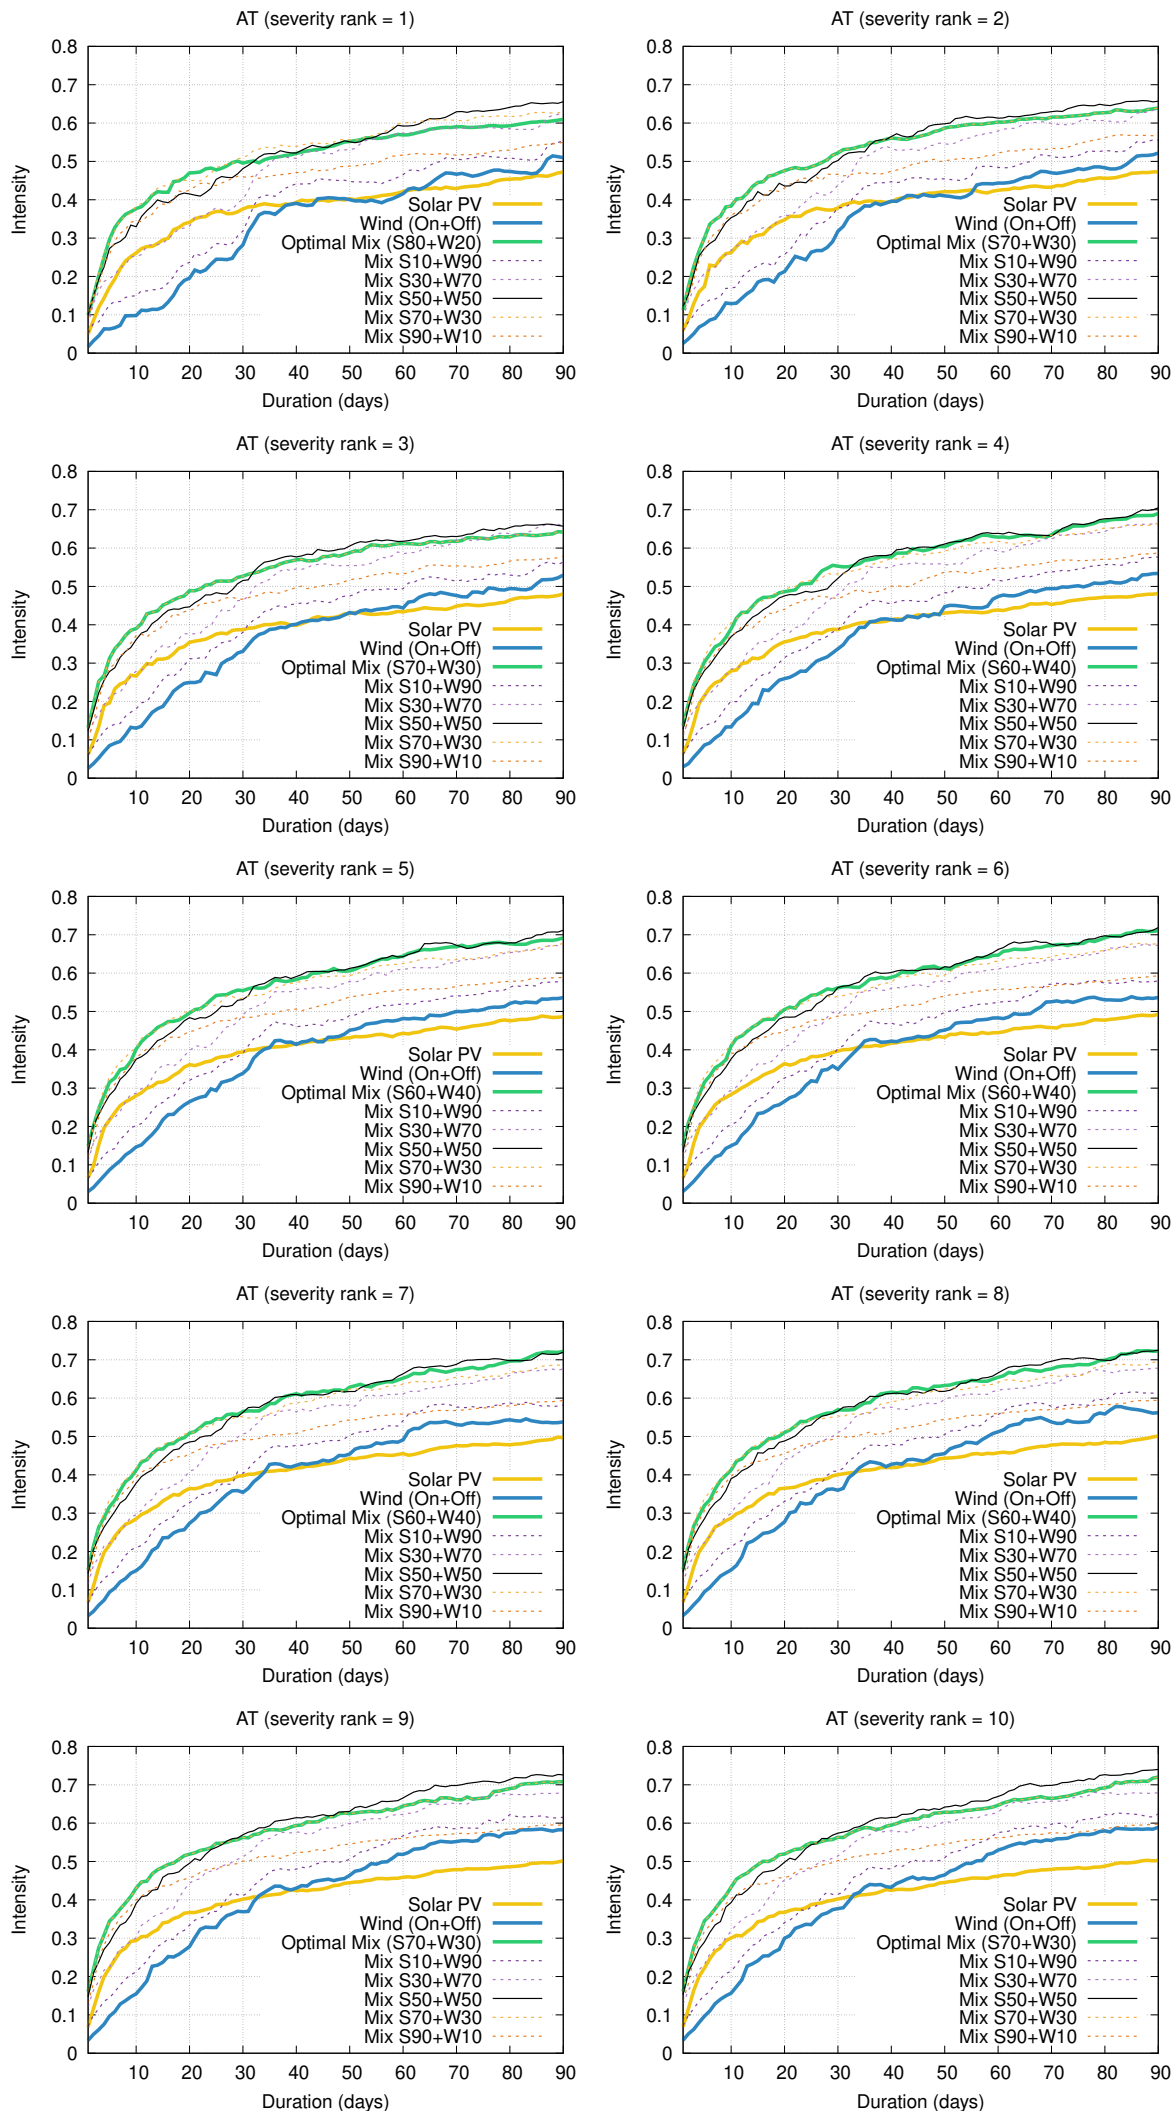 AT (severity rank = 1)
0.8
0.7
0.6
0.5
0.4
0.3
0.2
0.1
0
Intensity
Solar PV
Wind (On+Off)
Optimal Mix (S80+W20)
Mix S10+W90
Mix S30+W70
Mix S50+W50
Mix S70+W30
Mix S90+W10
10 20 30 40 50 60 70 80 90
Duration (days)
AT (severity rank = 2)
0.8
0.7
0.6
0.5
0.4
0.3
0.2
0.1
0
Intensity
Solar PV
Wind (On+Off)
Optimal Mix (S70+W30)
Mix S10+W90
Mix S30+W70
Mix S50+W50
Mix S70+W30
Mix S90+W10
10 20 30 40 50 60 70 80 90
Duration (days)
AT (severity rank = 3)
0.8
0.7
0.6
0.5
0.4
0.3
0.2
0.1
0
Intensity
Solar PV
Wind (On+Off)
Optimal Mix (S70+W30)
Mix S10+W90
Mix S30+W70
Mix S50+W50
Mix S70+W30
Mix S90+W10
10 20 30 40 50 60 70 80 90
Duration (days)
AT (severity rank = 4)
0.8
0.7
0.6
0.5
0.4
0.3
0.2
0.1
0
Intensity
Solar PV
Wind (On+Off)
Optimal Mix (S60+W40)
Mix S10+W90
Mix S30+W70
Mix S50+W50
Mix S70+W30
Mix S90+W10
10 20 30 40 50 60 70 80 90
Duration (days)
AT (severity rank = 5)
0.8
0.7
0.6
0.5
0.4
0.3
0.2
0.1
0
Intensity
Solar PV
Wind (On+Off)
Optimal Mix (S60+W40)
Mix S10+W90
Mix S30+W70
Mix S50+W50
Mix S70+W30
Mix S90+W10
10 20 30 40 50 60 70 80 90
Duration (days)
AT (severity rank = 6)
0.8
0.7
0.6
0.5
0.4
0.3
0.2
0.1
0
Intensity
Solar PV
Wind (On+Off)
Optimal Mix (S60+W40)
Mix S10+W90
Mix S30+W70
Mix S50+W50
Mix S70+W30
Mix S90+W10
10 20 30 40 50 60 70 80 90
Duration (days)
AT (severity rank = 7)
0.8
0.7
0.6
0.5
0.4
0.3
0.2
0.1
0
Intensity
Solar PV
Wind (On+Off)
Optimal Mix (S60+W40)
Mix S10+W90
Mix S30+W70
Mix S50+W50
Mix S70+W30
Mix S90+W10
10 20 30 40 50 60 70 80 90
Duration (days)
AT (severity rank = 8)
0.8
0.7
0.6
0.5
0.4
0.3
0.2
0.1
0
Intensity
Solar PV
Wind (On+Off)
Optimal Mix (S60+W40)
Mix S10+W90
Mix S30+W70
Mix S50+W50
Mix S70+W30
Mix S90+W10
10 20 30 40 50 60 70 80 90
Duration (days)
AT (severity rank = 9)
0.8
0.7
0.6
0.5
0.4
0.3
0.2
0.1
0
Intensity
Solar PV
Wind (On+Off)
Optimal Mix (S70+W30)
Mix S10+W90
Mix S30+W70
Mix S50+W50
Mix S70+W30
Mix S90+W10
10 20 30 40 50 60 70 80 90
Duration (days)
AT (severity rank = 10)
0.8
0.7
0.6
0.5
0.4
0.3
0.2
0.1
0
Intensity
Solar PV
Wind (On+Off)
Optimal Mix (S70+W30)
Mix S10+W90
Mix S30+W70
Mix S50+W50
Mix S70+W30
Mix S90+W10
10 20 30 40 50 60 70 80 90
Duration (days)